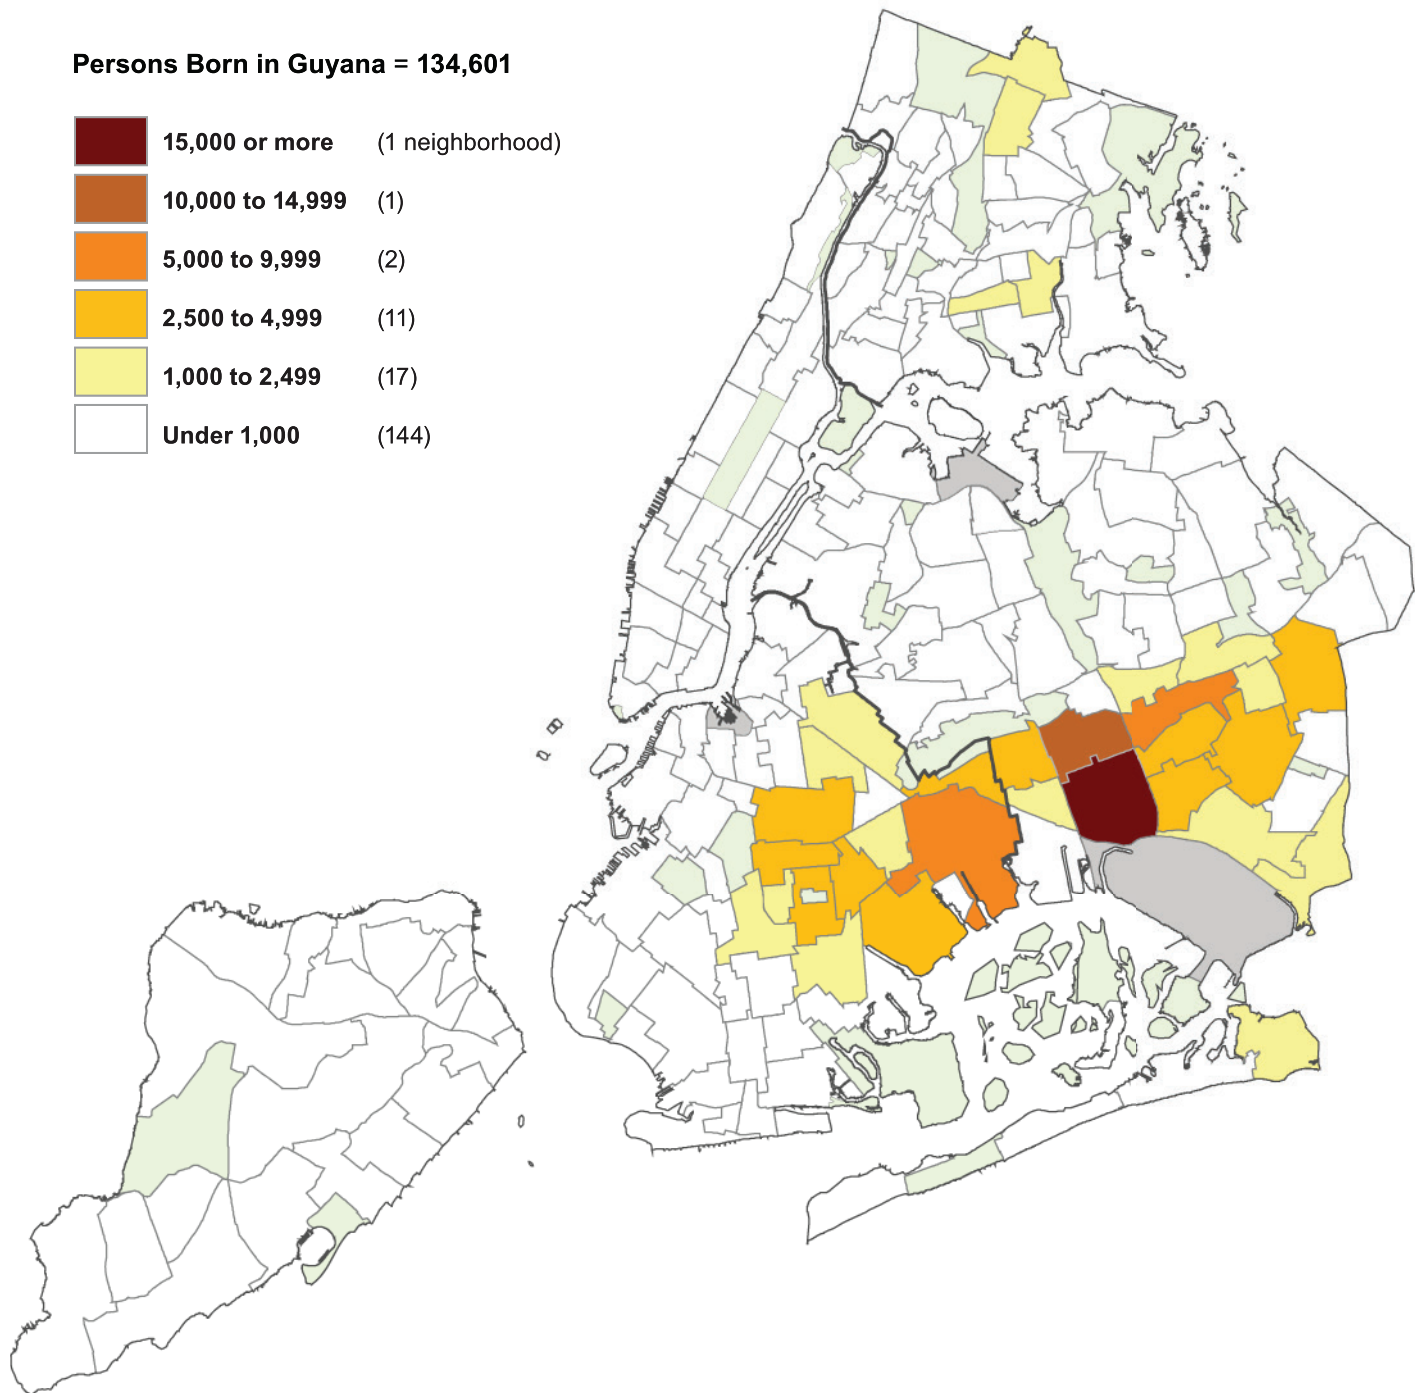 Persons Born in Guyana = 134,601
15,000 or more (1 neighborhood)
10,000 to 14,999 (1)
5,000 to 9,999 (2)
2,500 to 4,999 (11)
1,000 to 2,499 (17)
Under 1,000 (144)